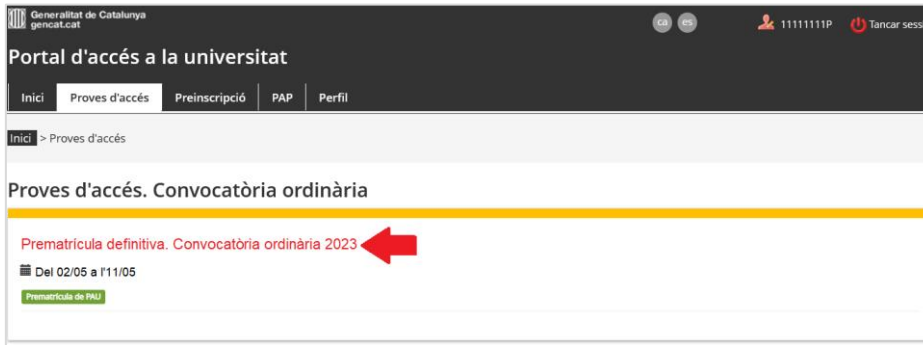 Generalitat de Catalunya
gencat.cat
ca es
11111111P
Tancar sess
Portal d'accés a la universitat
Inici Proves d'accés Preinscripció PAP Perfil
Inici > Proves d'accés
Proves d'accés. Convocatòria ordinària
Prematrícula definitiva. Convocatòria ordinària 2023
Del 02/05 a l'11/05
Prematrícula de PAU